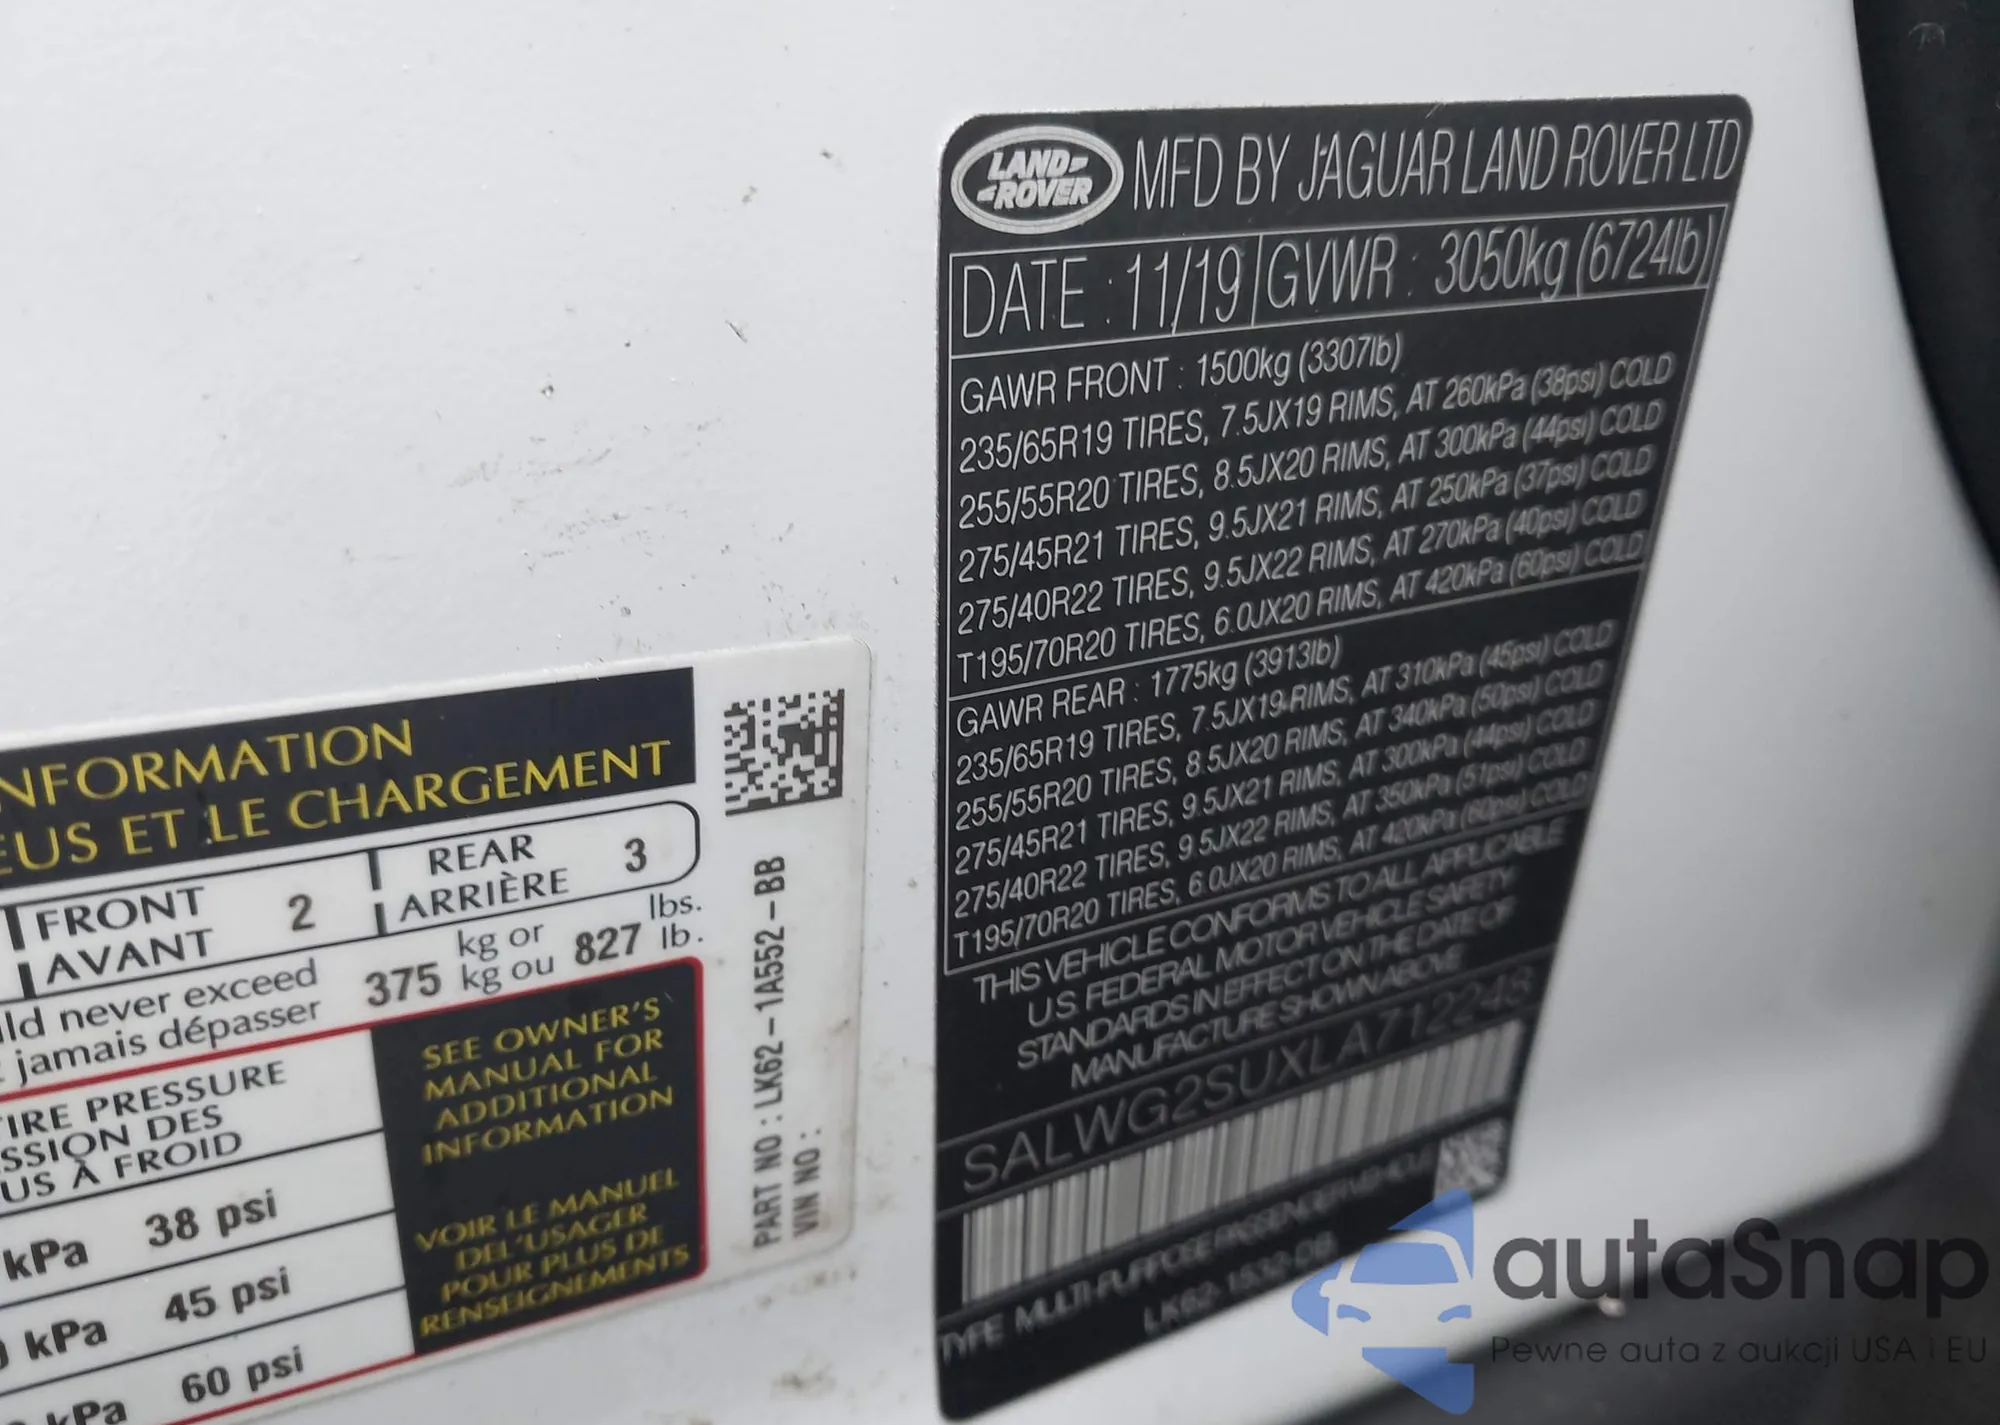 LAND ROVER
MFD BY JAGUAR LAND ROVER LTD
DATE : 11/19 GVWR : 3050kg (6724lb)
GAWR FRONT : 1500kg (3307lb)
235/65R19 TIRES, 7.5JX19 RIMS, AT 260kPa (38psi) COLD
255/55R20 TIRES, 8.5JX20 RIMS, AT 300kPa (44psi) COLD
275/45R21 TIRES, 9.5JX21 RIMS, AT 250kPa (37psi) COLD
275/40R22 TIRES, 9.5JX22 RIMS, AT 270kPa (40psi) COLD
T195/70R20 TIRES, 6.0JX20 RIMS, AT 420kPa (60psi) COLD
GAWR REAR : 1775kg (3913lb)
235/65R19 TIRES, 7.5JX19 RIMS, AT 310kPa (45psi) COLD
255/55R20 TIRES, 8.5JX20 RIMS, AT 340kPa (50psi) COLD
275/45R21 TIRES, 9.5JX21 RIMS, AT 300kPa (44psi) COLD
275/40R22 TIRES, 9.5JX22 RIMS, AT 350kPa (51psi) COLD
T195/70R20 TIRES, 6.0JX20 RIMS, AT 420kPa (60psi) COLD
THIS VEHICLE CONFORMS TO ALL APPLICABLE
U.S. FEDERAL MOTOR VEHICLE SAFETY
STANDARDS IN EFFECT ON THE DATE OF
MANUFACTURE SHOWN ABOVE
SALWG2SUXLA712248
TYPE MULTI-PURPOSE PASSENGER VEHICLE
LK62-1532-DB
NFORMATION
EUS ET LE CHARGEMENT
FRONT 2 REAR 3
AVANT ARRIÈRE
ld never exceed 375 kg or 827 lbs.
jamais dépasser kg ou lb.
IRE PRESSURE
SSION DES
US À FROID
kPa 38 psi
kPa 45 psi
kPa 60 psi
SEE OWNER'S
MANUAL FOR
ADDITIONAL
INFORMATION
VOIR LE MANUEL
DEL'USAGER
POUR PLUS DE
RENSEIGNEMENTS
PART NO : LK62-1A552-BB
VIN NO :
autaSnap
Pewne auta z aukcji USA i EU